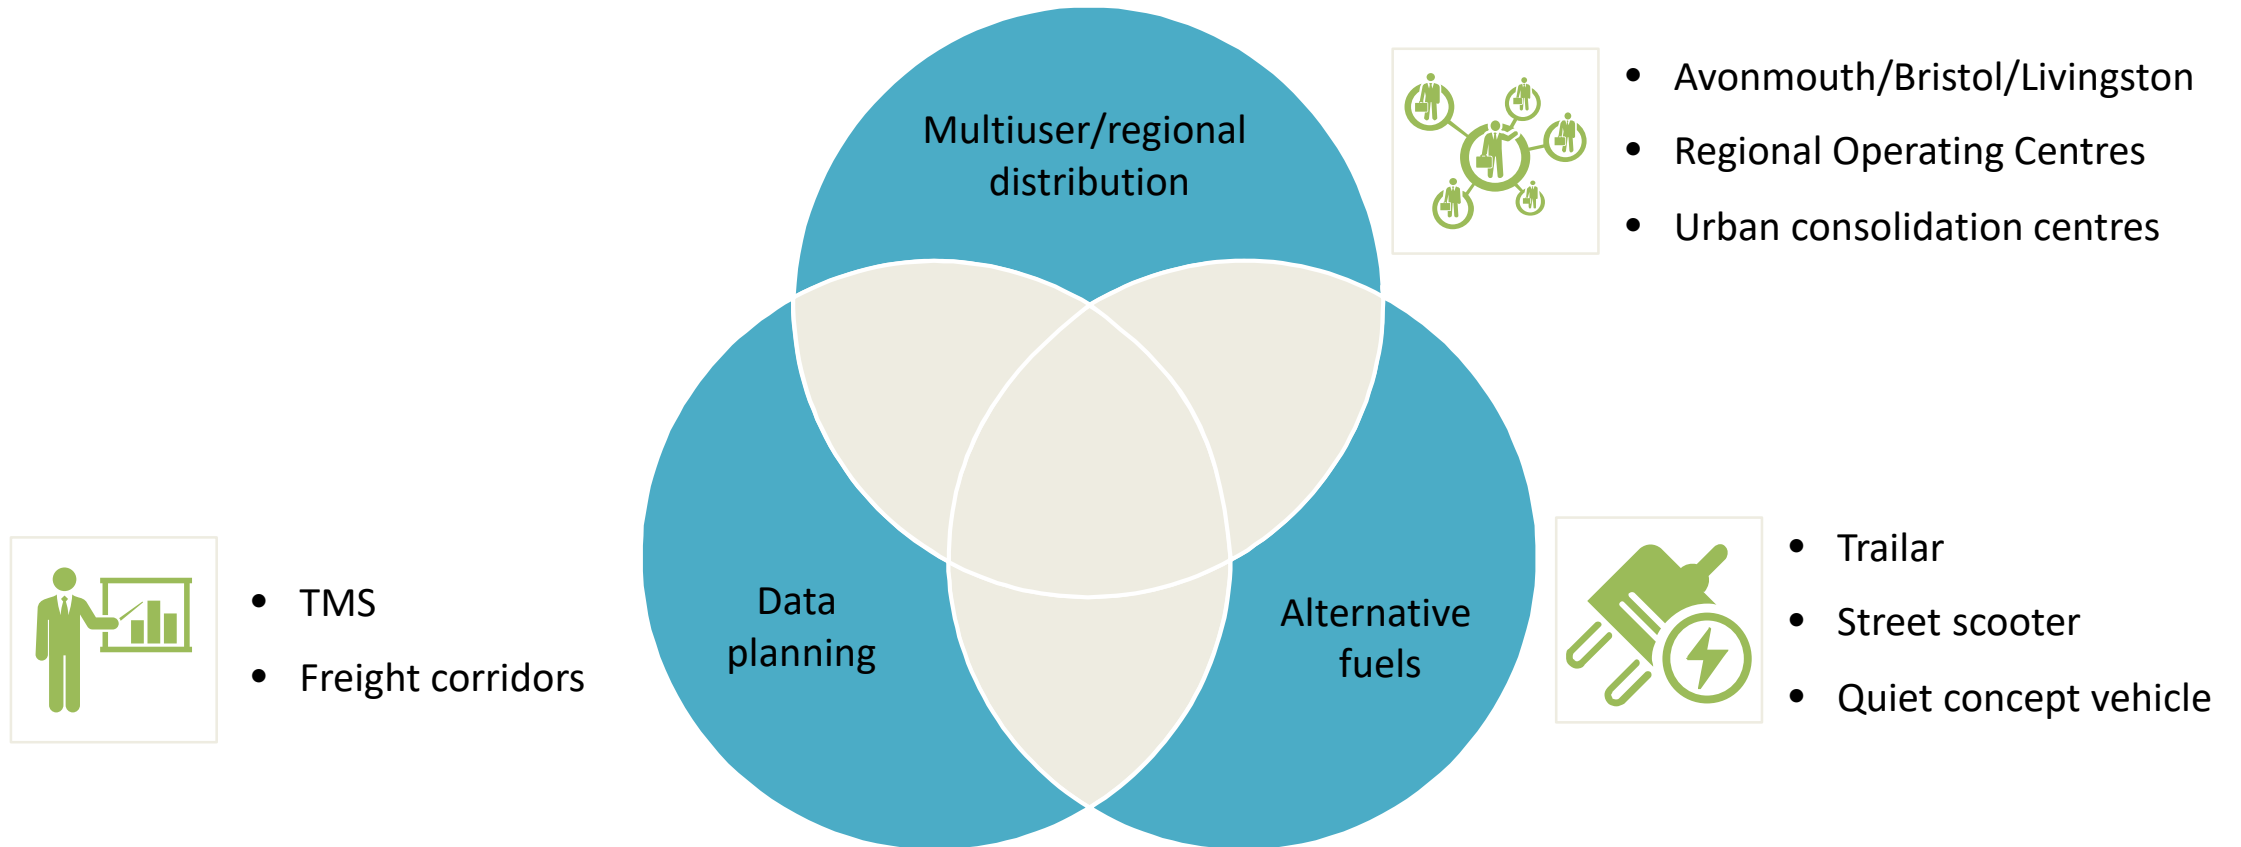 Multiuser/regional
distribution
• Avonmouth/Bristol/Livingston
• Regional Operating Centres
• Urban consolidation centres
Data
planning
• TMS
• Freight corridors
Alternative
fuels
• Trailar
• Street scooter
• Quiet concept vehicle